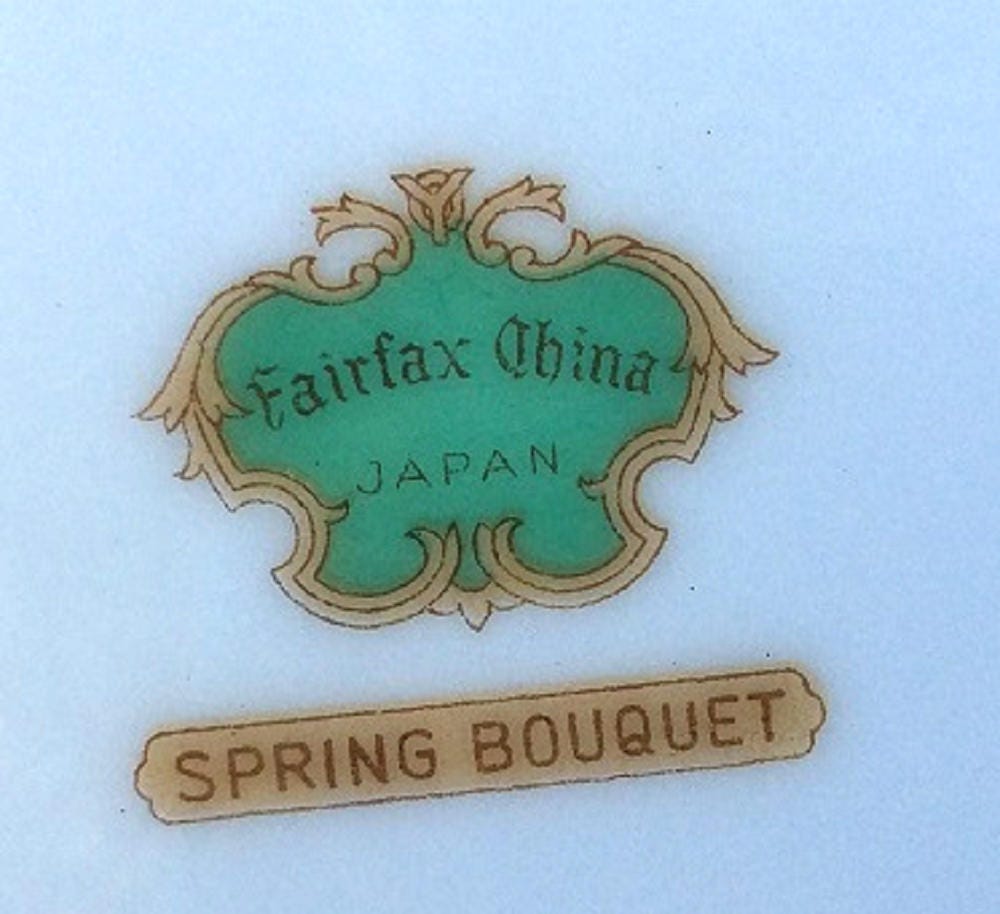 Fairfax China
JAPAN
SPRING BOUQUET